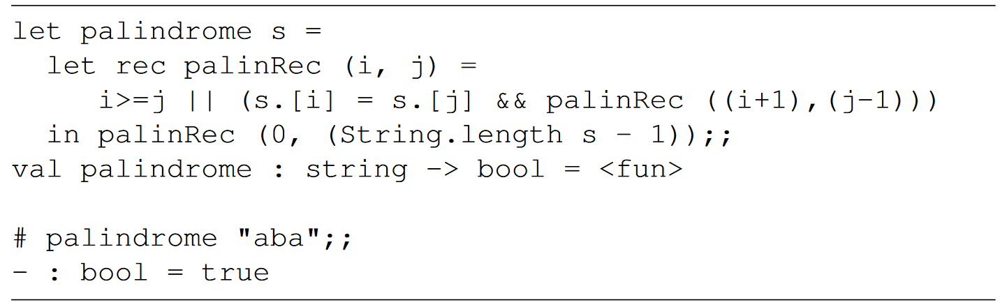 let palindrome s =
  let rec palinRec (i, j) =
     i>=j || (s.[i] = s.[j] && palinRec ((i+1),(j-1)))
  in palinRec (0, (String.length s - 1));;
val palindrome : string -> bool = <fun>

# palindrome "aba";;
- : bool = true